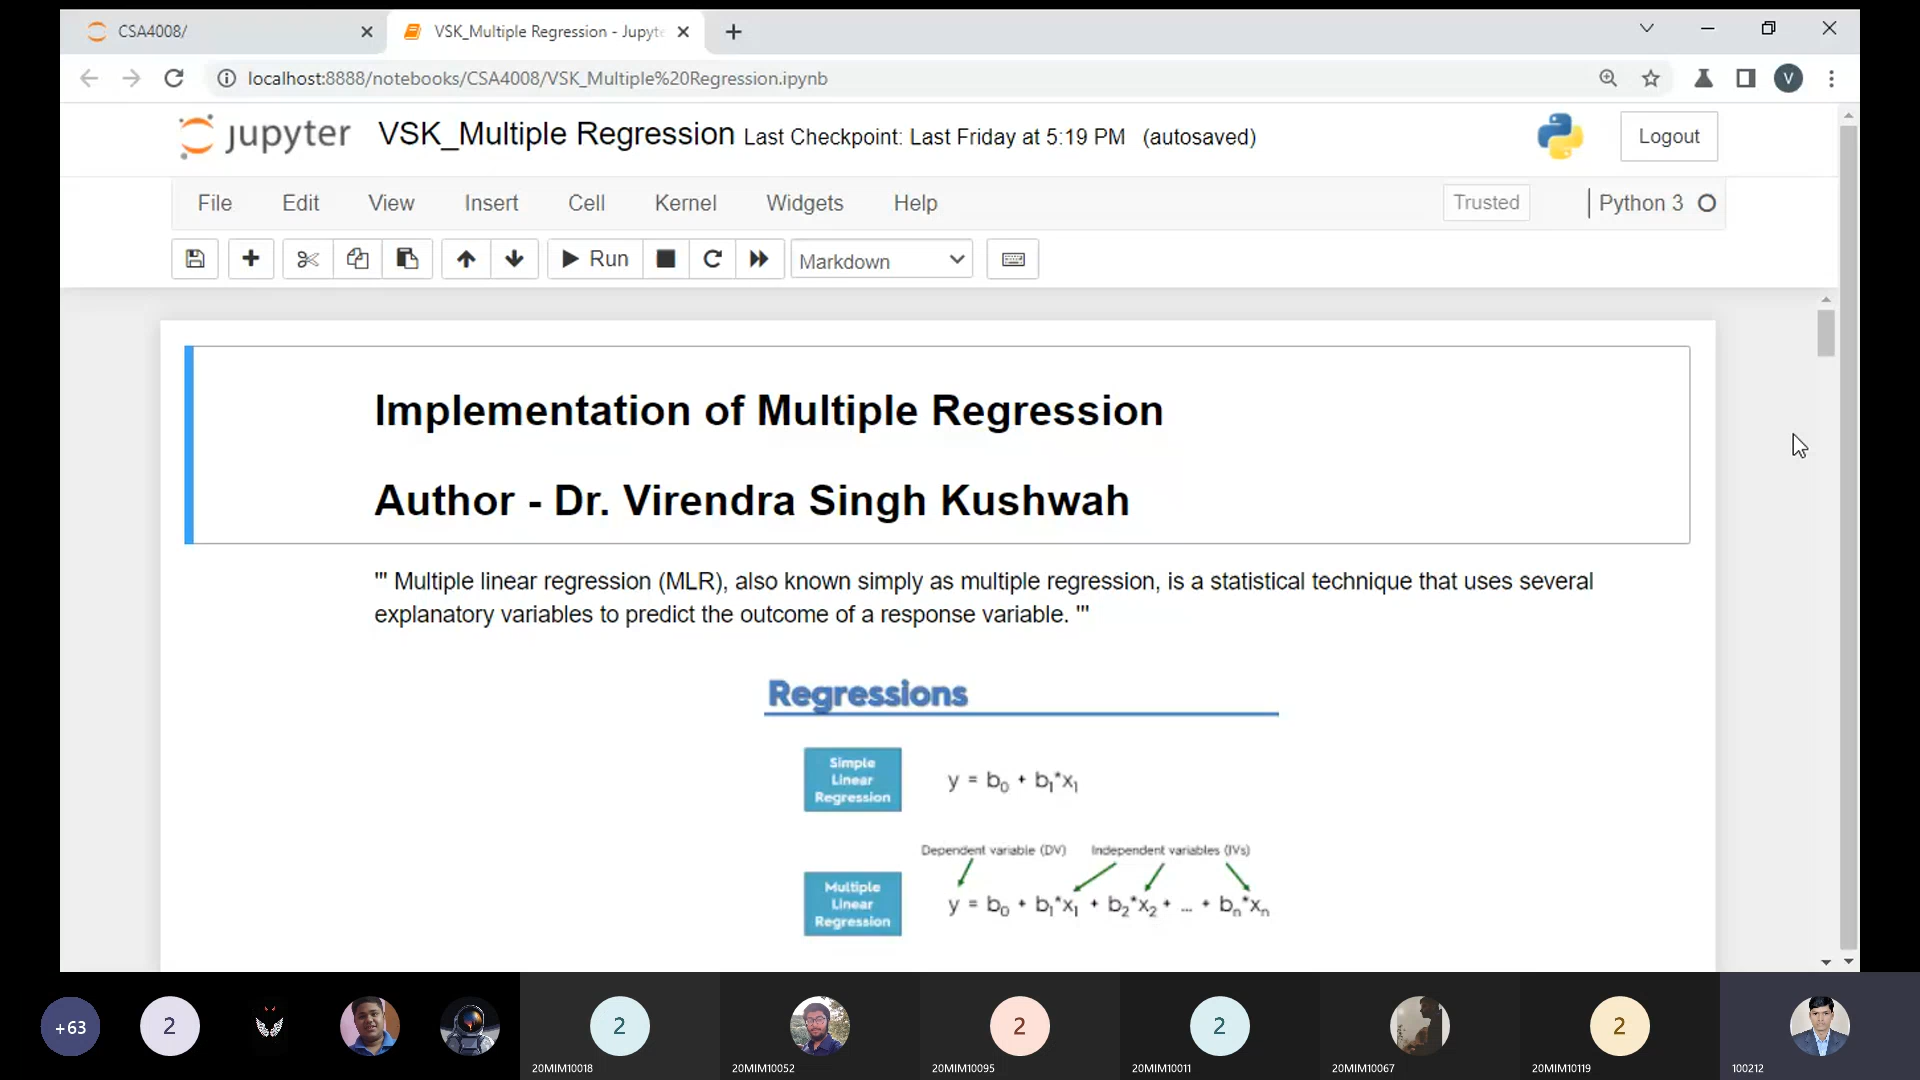 CSA4008/
VSK_Multiple Regression - Jupyte
localhost:8888/notebooks/CSA4008/VSK_Multiple%20Regression.ipynb
V
jupyter VSK_Multiple Regression Last Checkpoint: Last Friday at 5:19 PM (autosaved)
Logout
File Edit View Insert Cell Kernel Widgets Help
Trusted
Python 3
Run
Markdown
Implementation of Multiple Regression
Author - Dr. Virendra Singh Kushwah
''' Multiple linear regression (MLR), also known simply as multiple regression, is a statistical technique that uses several
explanatory variables to predict the outcome of a response variable. '''
Regressions
Simple
Linear
Regression
y = b₀ + b₁*x₁
Dependent variable (DV) Independent variables (IVs)
Multiple
Linear
Regression
y = b₀ + b₁*x₁ + b₂*x₂ + ... + bₙ*xₙ
+63 2 2 2 2 2
20MIM10018 20MIM10052 20MIM10095 20MIM10011 20MIM10067 20MIM10119 100212